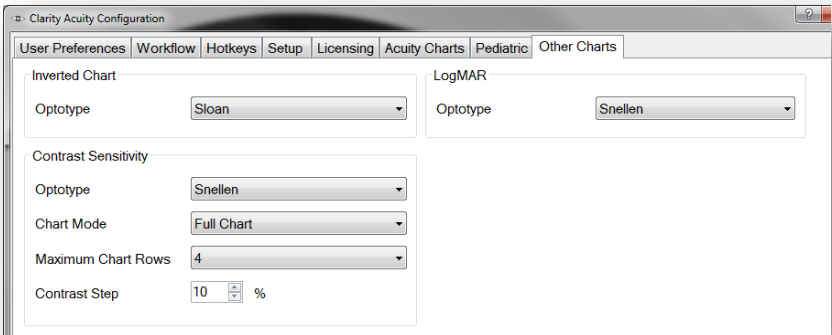 Clarity Acuity Configuration
?
User Preferences Workflow Hotkeys Setup Licensing Acuity Charts Pediatric Other Charts
Inverted Chart
Optotype Sloan
LogMAR
Optotype Snellen
Contrast Sensitivity
Optotype Snellen
Chart Mode Full Chart
Maximum Chart Rows 4
Contrast Step 10 %